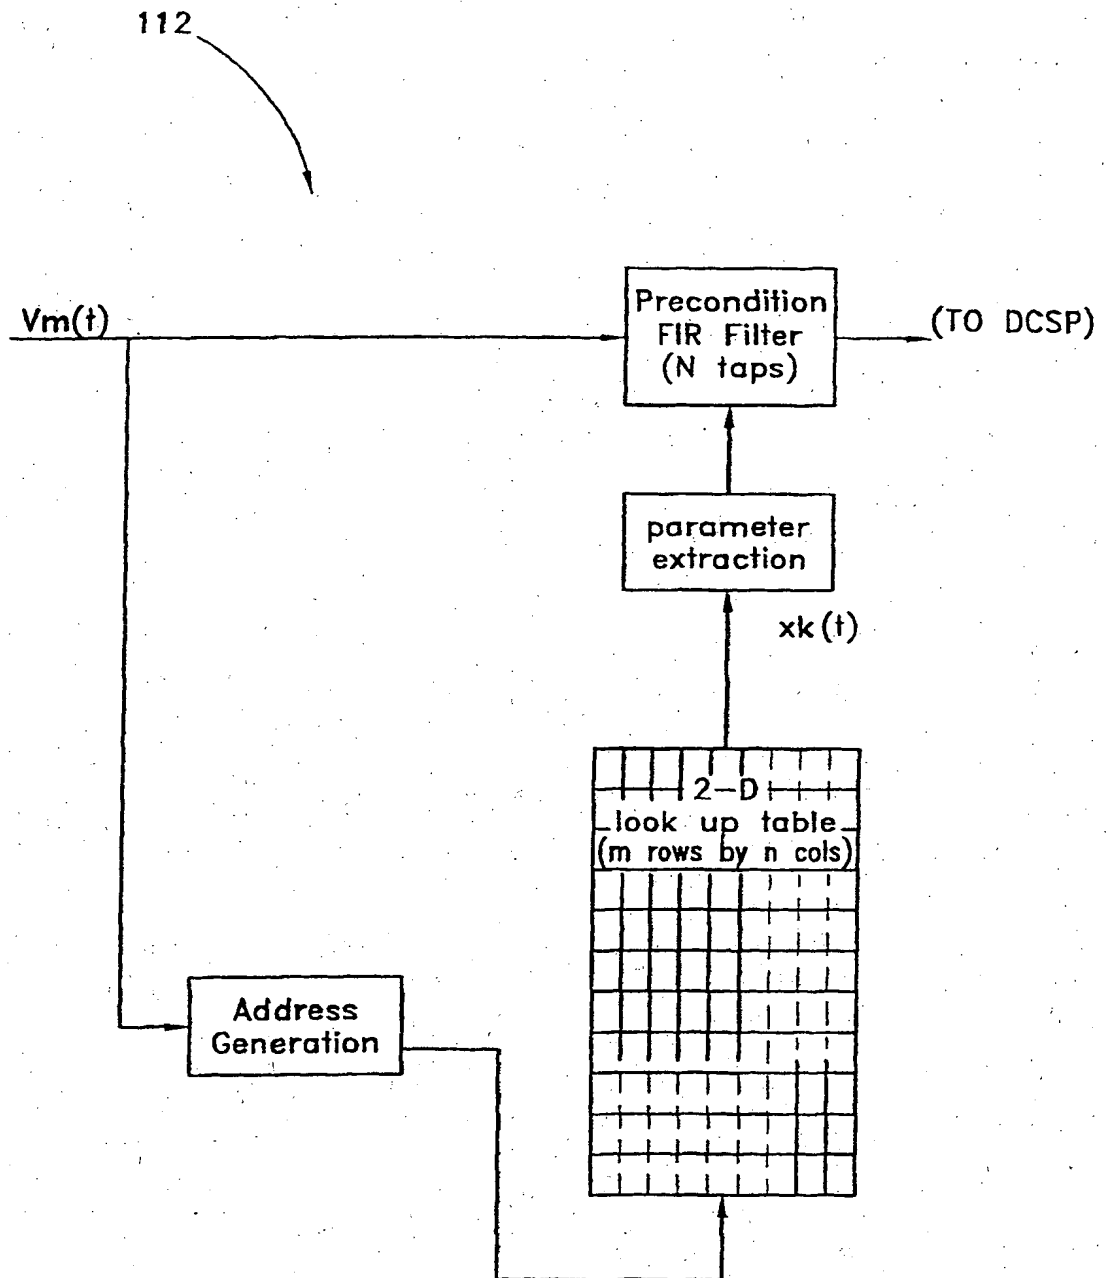 112
Vm(t)
Precondition
FIR Filter
(N taps)
(TO DCSP)
parameter
extraction
xk(t)
2-D
look up table
(m rows by n cols)
Address
Generation